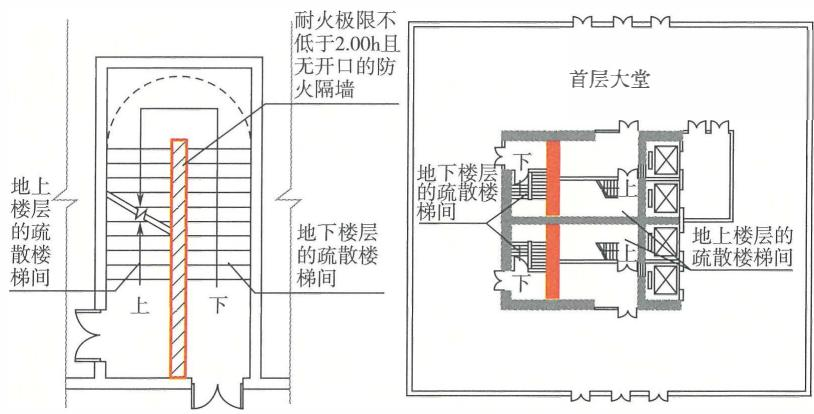 耐火极限不
低于2.00h且
无开口的防
火隔墙
地上
楼层
的疏
散楼
梯间
地下楼层
的疏散楼
梯间
上
下
首层大堂
地下楼层
的疏散楼
梯间
下
上
上
上
上
下
地上楼层的
疏散楼梯间